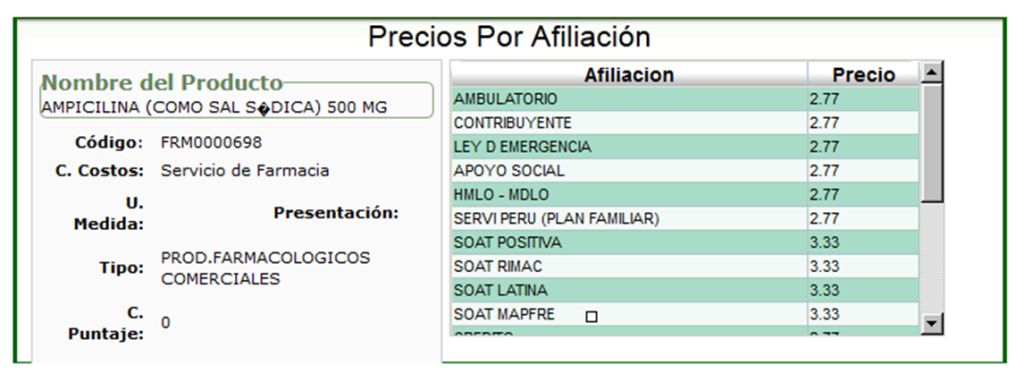 Precios Por Afiliación
Nombre del Producto
AMPICILINA (COMO SAL S�DICA) 500 MG
Código: FRM0000698
C. Costos: Servicio de Farmacia
U. Medida:
Presentación:
Tipo: PROD.FARMACOLOGICOS
COMERCIALES
C. Puntaje: 0
Afiliacion Precio
AMBULATORIO 2.77
CONTRIBUYENTE 2.77
LEY D EMERGENCIA 2.77
APOYO SOCIAL 2.77
HMLO - MDLO 2.77
SERVI PERU (PLAN FAMILIAR) 2.77
SOAT POSITIVA 3.33
SOAT RIMAC 3.33
SOAT LATINA 3.33
SOAT MAPFRE 3.33